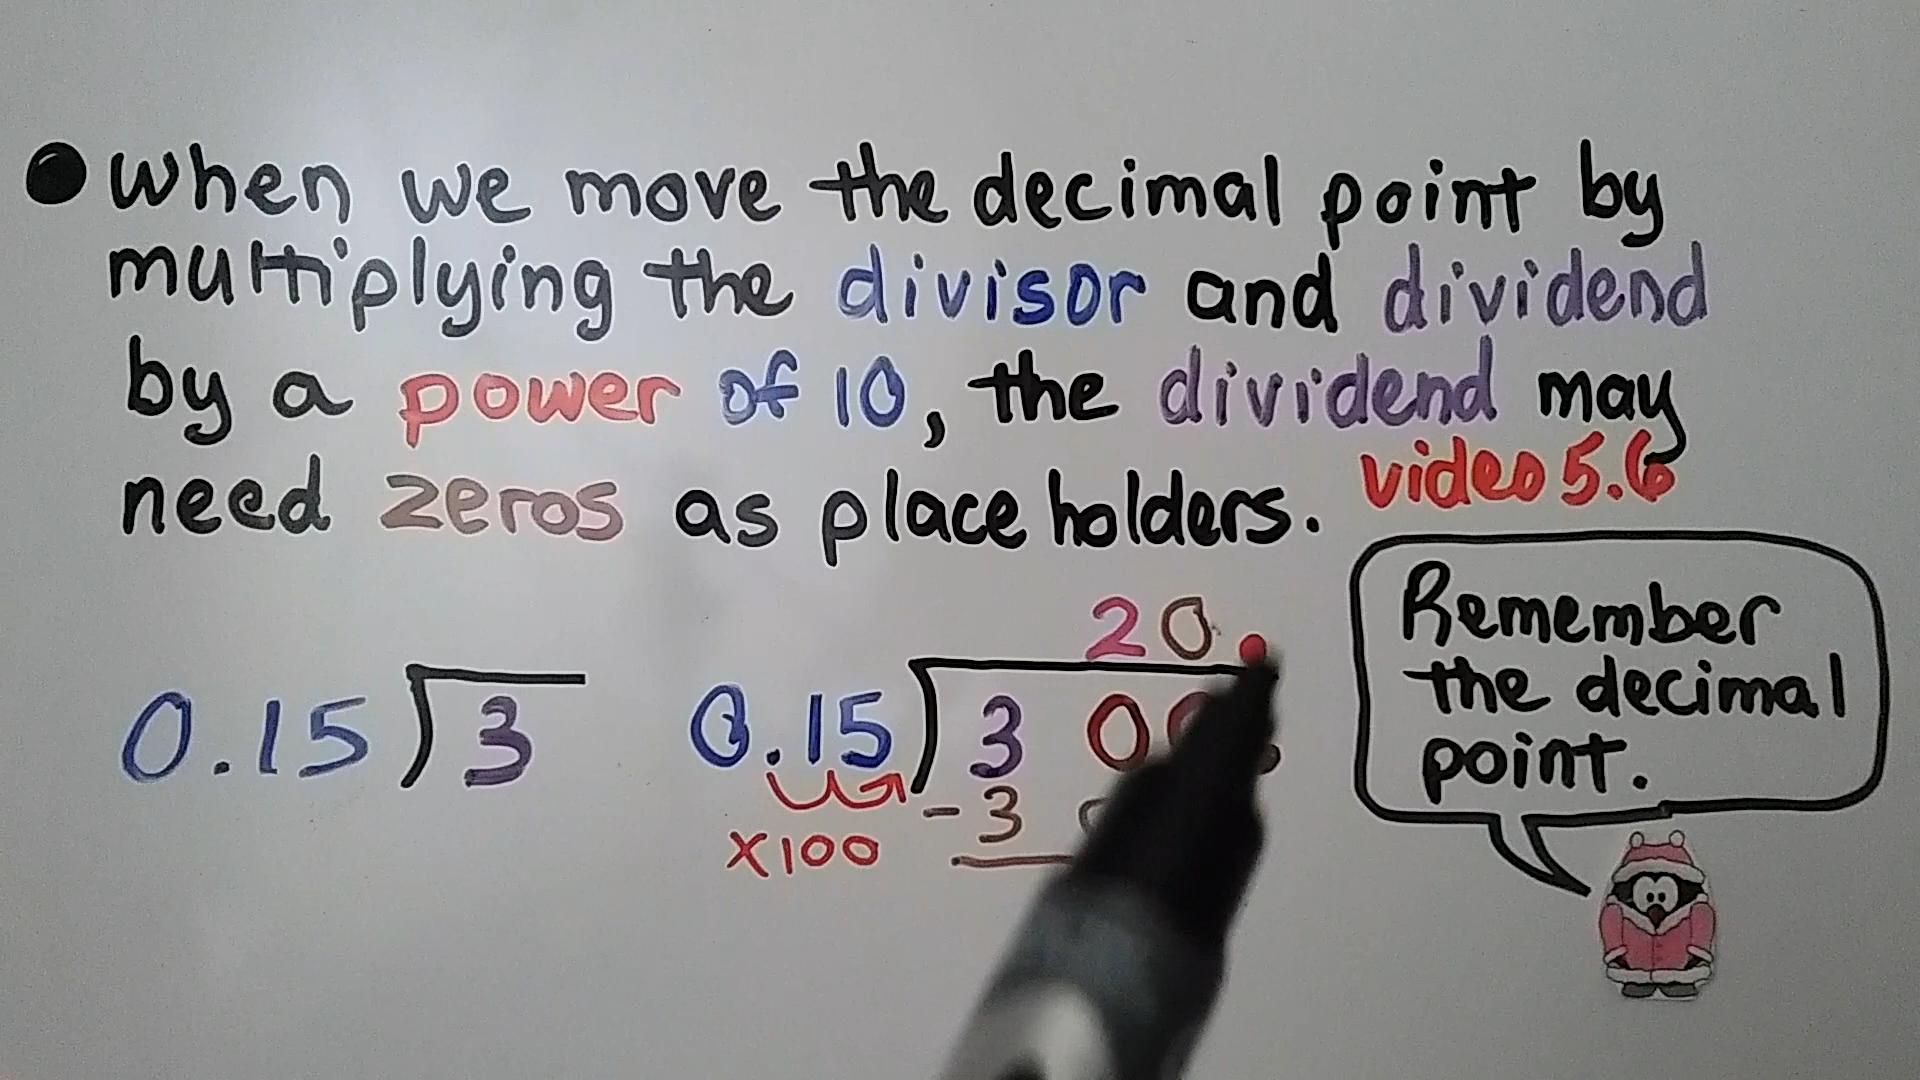 When we move the decimal point by
multiplying the divisor and dividend
by a power of 10, the dividend may
need zeros as place holders. video 5.6
Remember
the decimal
point.
0.15 3
20.
0.15 3 0
- 3
x100